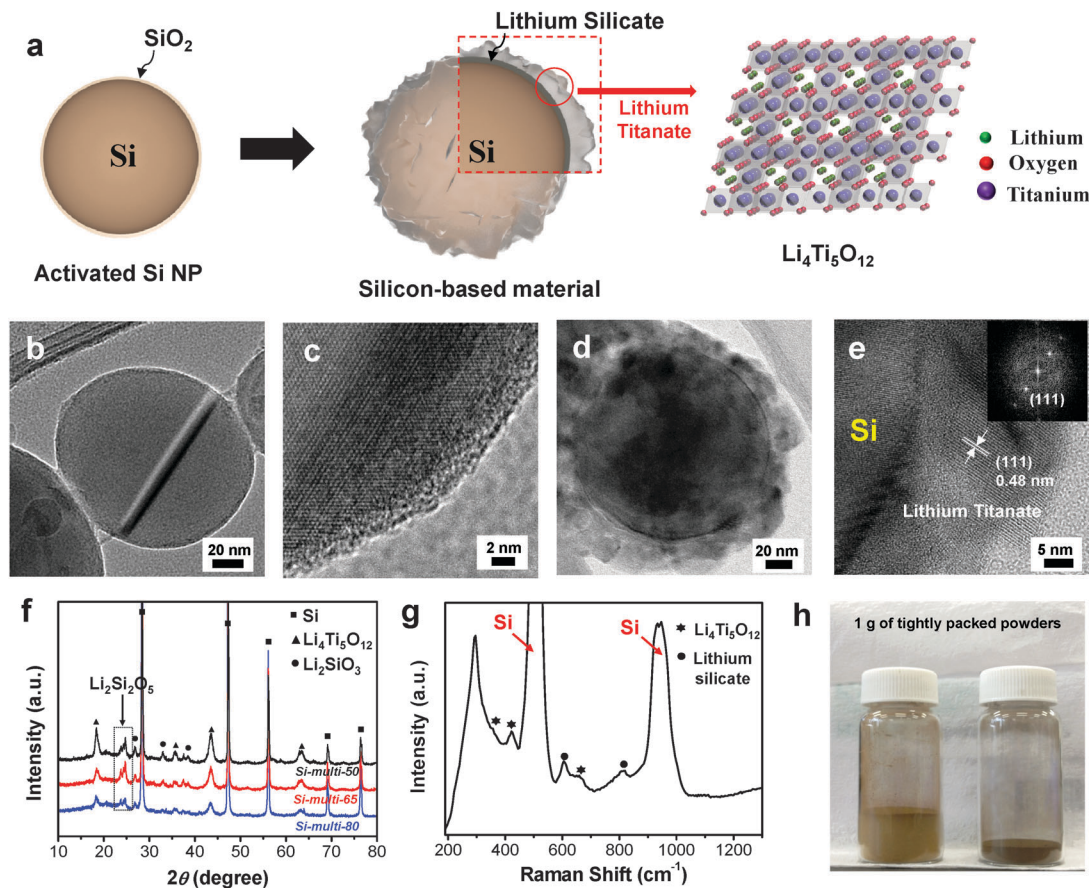 a
SiO2
Si
Activated Si NP
Lithium Silicate
Si
Silicon-based material
Lithium
Titanate
Li4Ti5O12
Lithium
Oxygen
Titanium
b
20 nm
c
2 nm
d
20 nm
e
Si
(111)
(111)
0.48 nm
Lithium Titanate
5 nm
f
Si
Li4Ti5O12
Li2SiO3
Li2Si2O5
Si-multi-50
Si-multi-65
Si-multi-80
Intensity (a.u.)
10 20 30 40 50 60 70 80
2θ (degree)
g
Si
Si
Li4Ti5O12
Lithium
silicate
Intensity (a.u.)
200 400 600 800 1000 1200
Raman Shift (cm-1)
h
1 g of tightly packed powders